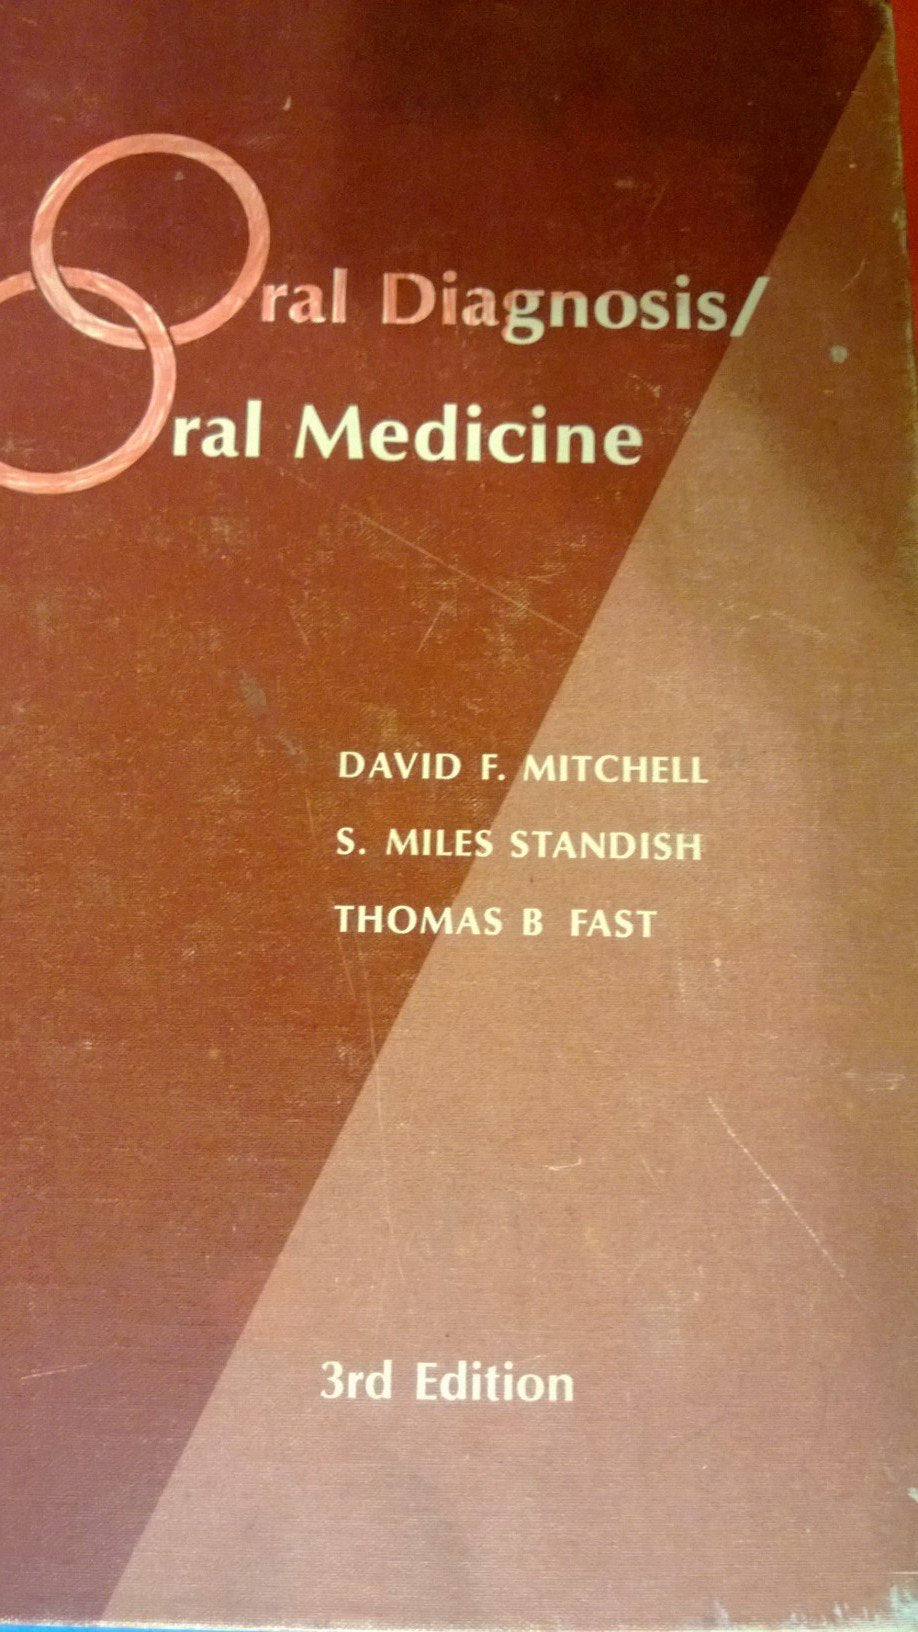 Oral Diagnosis/
Oral Medicine
DAVID F. MITCHELL
S. MILES STANDISH
THOMAS B FAST
3rd Edition